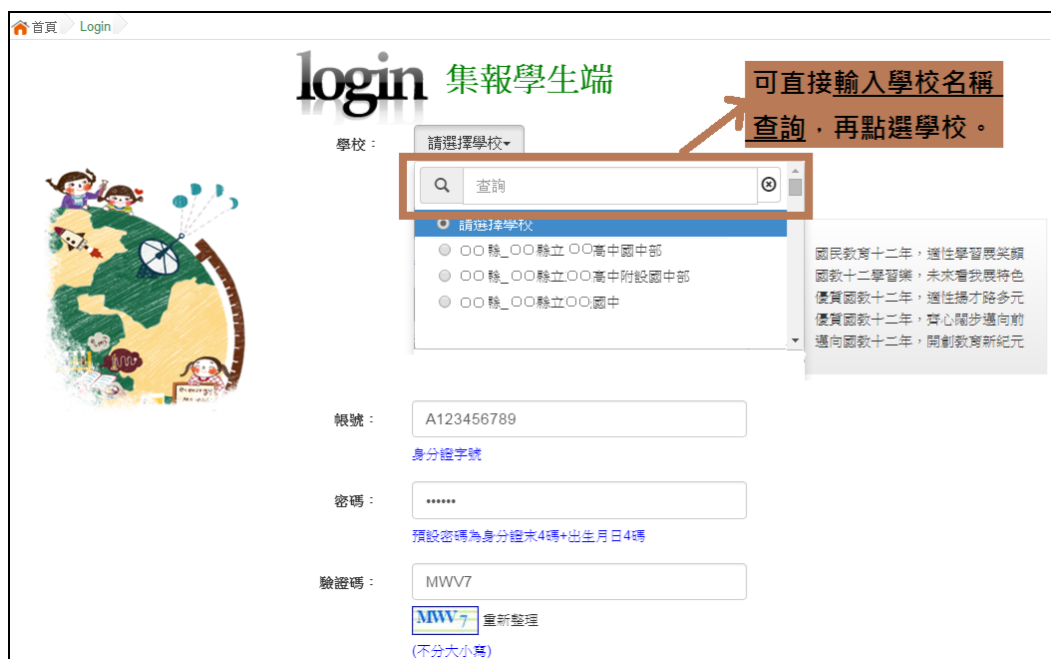 首頁 Login
login 集報學生端
可直接輸入學校名稱
查詢，再點選學校。
學校：
請選擇學校
查詢
請選擇學校
○○縣_○○縣立○○高中國中部
○○縣_○○縣立○○高中附設國中部
○○縣_○○縣立○○國中
國民教育十二年，適性學習展笑顏
國教十二學習樂，未來看我展特色
優質國教十二年，適性揚才路多元
優質國教十二年，齊心闊步邁向前
邁向國教十二年，開創教育新紀元
帳號：
A123456789
身分證字號
密碼：
••••••
預設密碼為身分證末4碼+出生月日4碼
驗證碼：
MWV7
MWV7 重新整理
(不分大小寫)